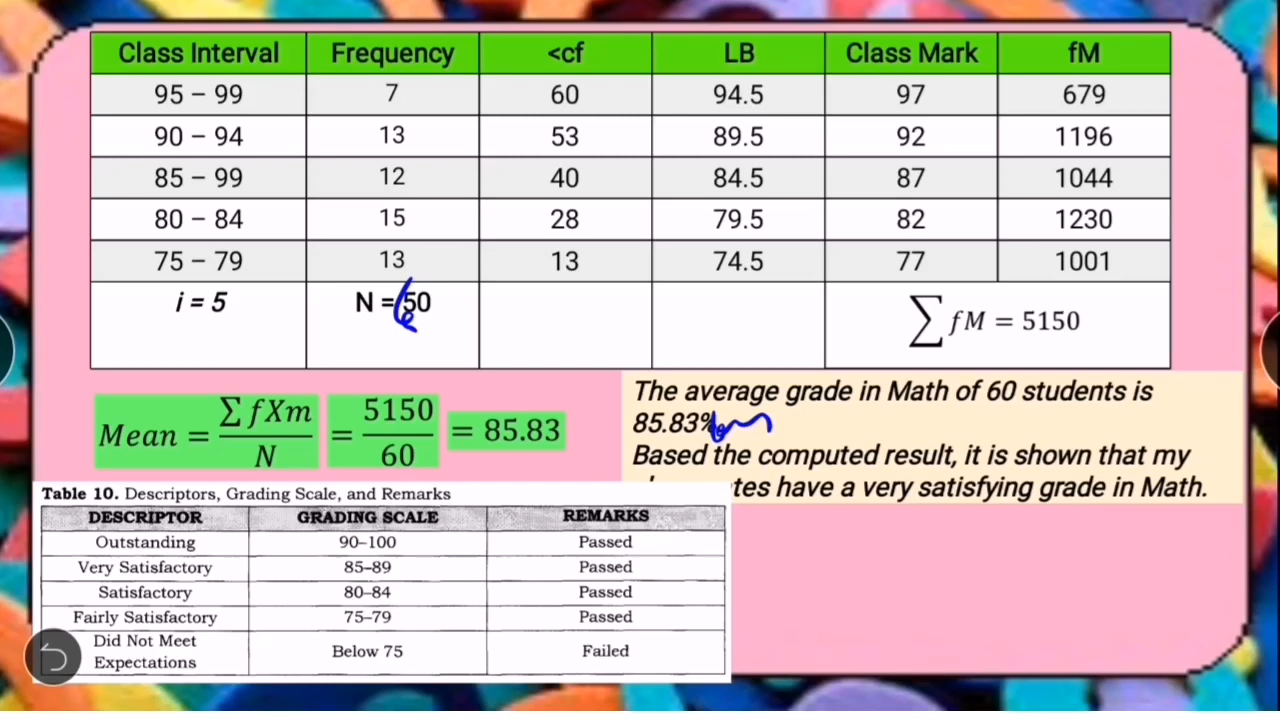 Class Interval Frequency <cf LB Class Mark fM
95 – 99 7 60 94.5 97 679
90 – 94 13 53 89.5 92 1196
85 – 99 12 40 84.5 87 1044
80 – 84 15 28 79.5 82 1230
75 – 79 13 13 74.5 77 1001
i = 5 N = 50 ∑ fM = 5150
Mean = ∑ fXm / N = 5150 / 60 = 85.83
The average grade in Math of 60 students is
85.83%
Based the computed result, it is shown that my
tes have a very satisfying grade in Math.
Table 10. Descriptors, Grading Scale, and Remarks
DESCRIPTOR GRADING SCALE REMARKS
Outstanding 90–100 Passed
Very Satisfactory 85–89 Passed
Satisfactory 80–84 Passed
Fairly Satisfactory 75–79 Passed
Did Not Meet
Expectations Below 75 Failed